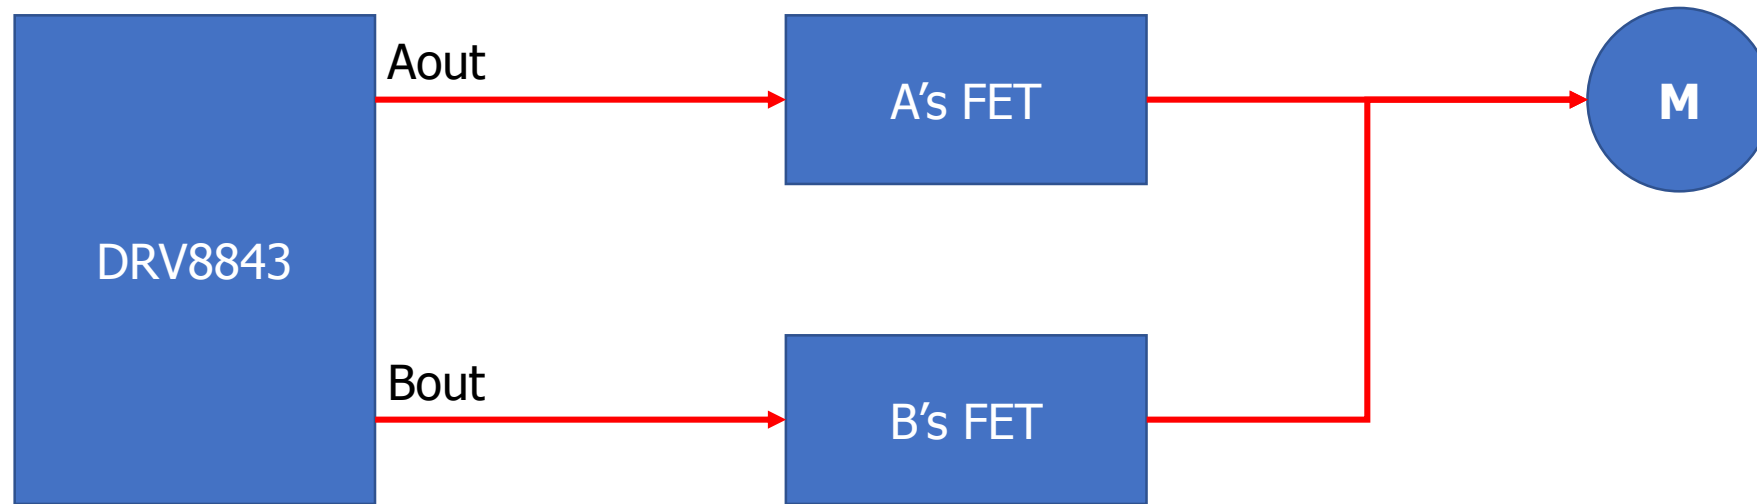 Aout
A’s FET
M
DRV8843
Bout
B’s FET